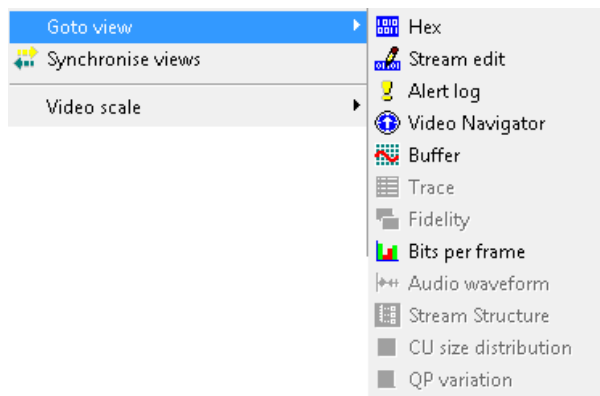 Goto view
Synchronise views
Video scale
Hex
Stream edit
Alert log
Video Navigator
Buffer
Trace
Fidelity
Bits per frame
Audio waveform
Stream Structure
CU size distribution
QP variation